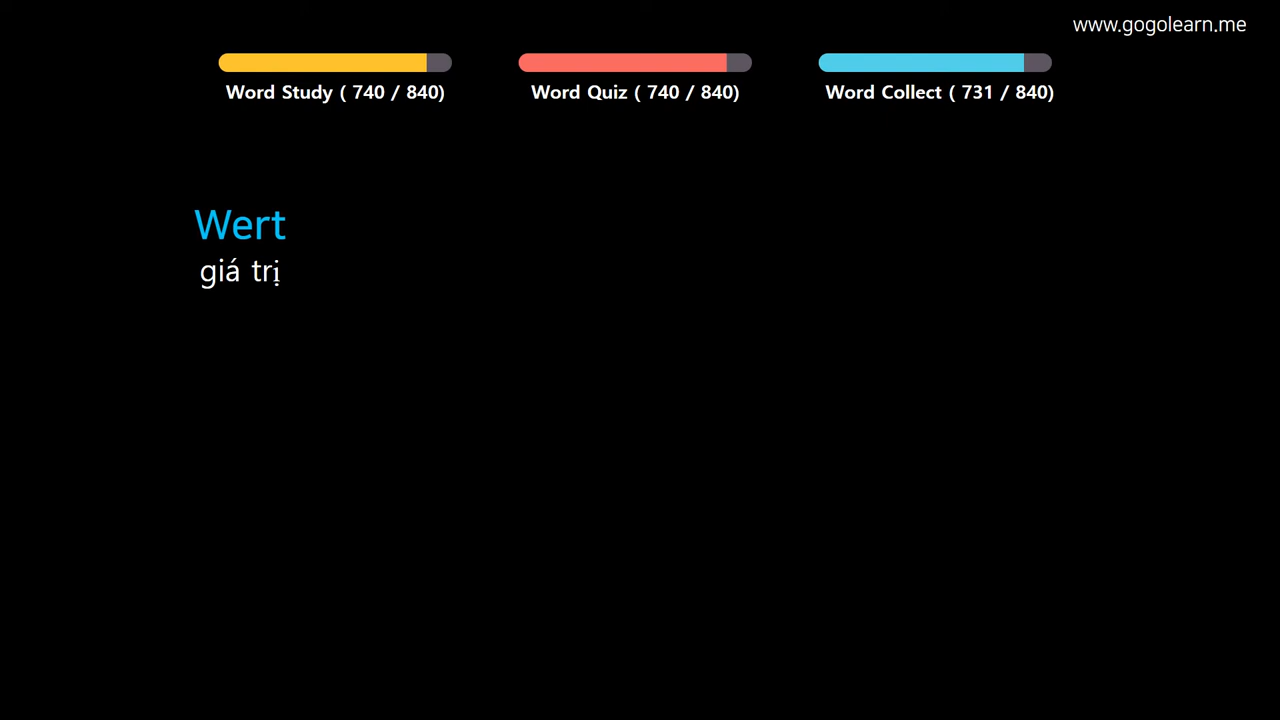 www.gogolearn.me
Word Study ( 740 / 840)
Word Quiz ( 740 / 840)
Word Collect ( 731 / 840)
Wert
giá trị